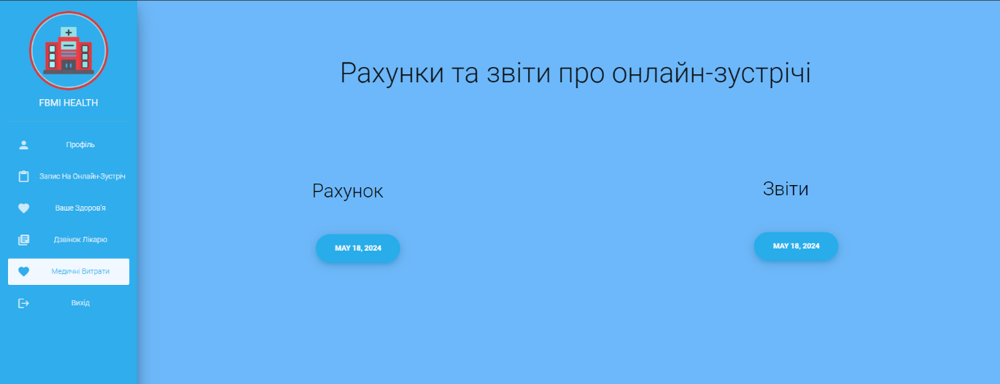 FBMI HEALTH
Профіль
Запис На Онлайн-Зустріч
Ваше Здоров'я
Дзвінок Лікарю
Медичні Витрати
Вихід
Рахунки та звіти про онлайн-зустрічі
Рахунок
MAY 18, 2024
Звіти
MAY 18, 2024